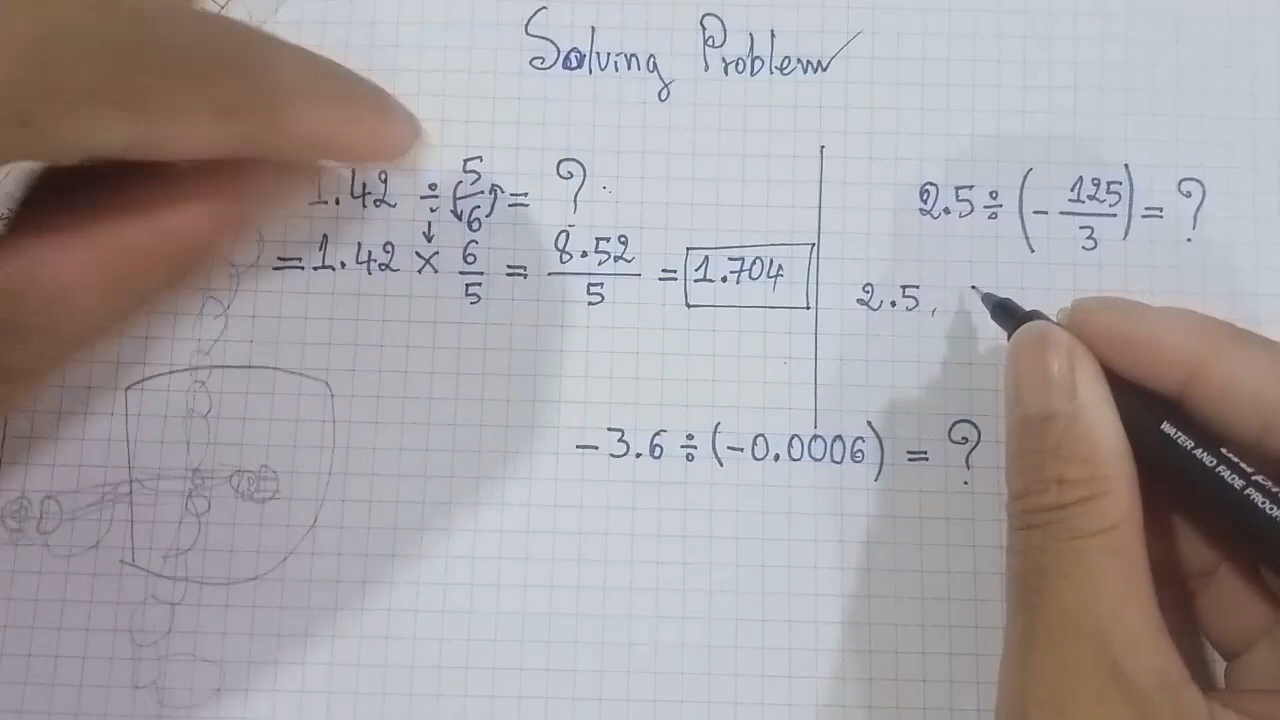 Solving Problem
1.42 ÷ 5/6 = ?
= 1.42 × 6/5 = 8.52/5 = 1.704
2.5 ÷ (- 125/3) = ?
2.5
-3.6 ÷ (-0.0006) = ?
WATER AND FADE PROOF